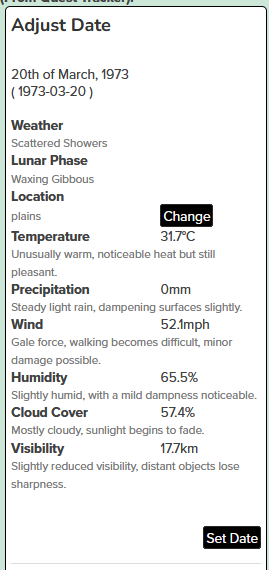 (From Quest Tracker).
Adjust Date
20th of March, 1973
( 1973-03-20 )
Weather
Scattered Showers
Lunar Phase
Waxing Gibbous
Location
plains Change
Temperature 31.7°C
Unusually warm, noticeable heat but still
pleasant.
Precipitation 0mm
Steady light rain, dampening surfaces slightly.
Wind 52.1mph
Gale force, walking becomes difficult, minor
damage possible.
Humidity 65.5%
Slightly humid, with a mild dampness noticeable.
Cloud Cover 57.4%
Mostly cloudy, sunlight begins to fade.
Visibility 17.7km
Slightly reduced visibility, distant objects lose
sharpness.
Set Date